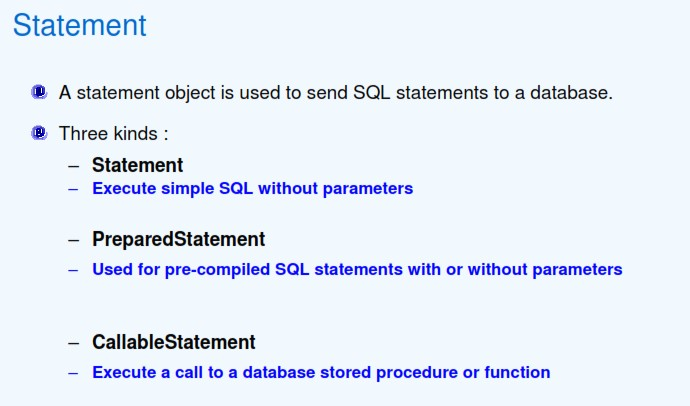 Statement
A statement object is used to send SQL statements to a database.
Three kinds :
– Statement
– Execute simple SQL without parameters
– PreparedStatement
– Used for pre-compiled SQL statements with or without parameters
– CallableStatement
– Execute a call to a database stored procedure or function